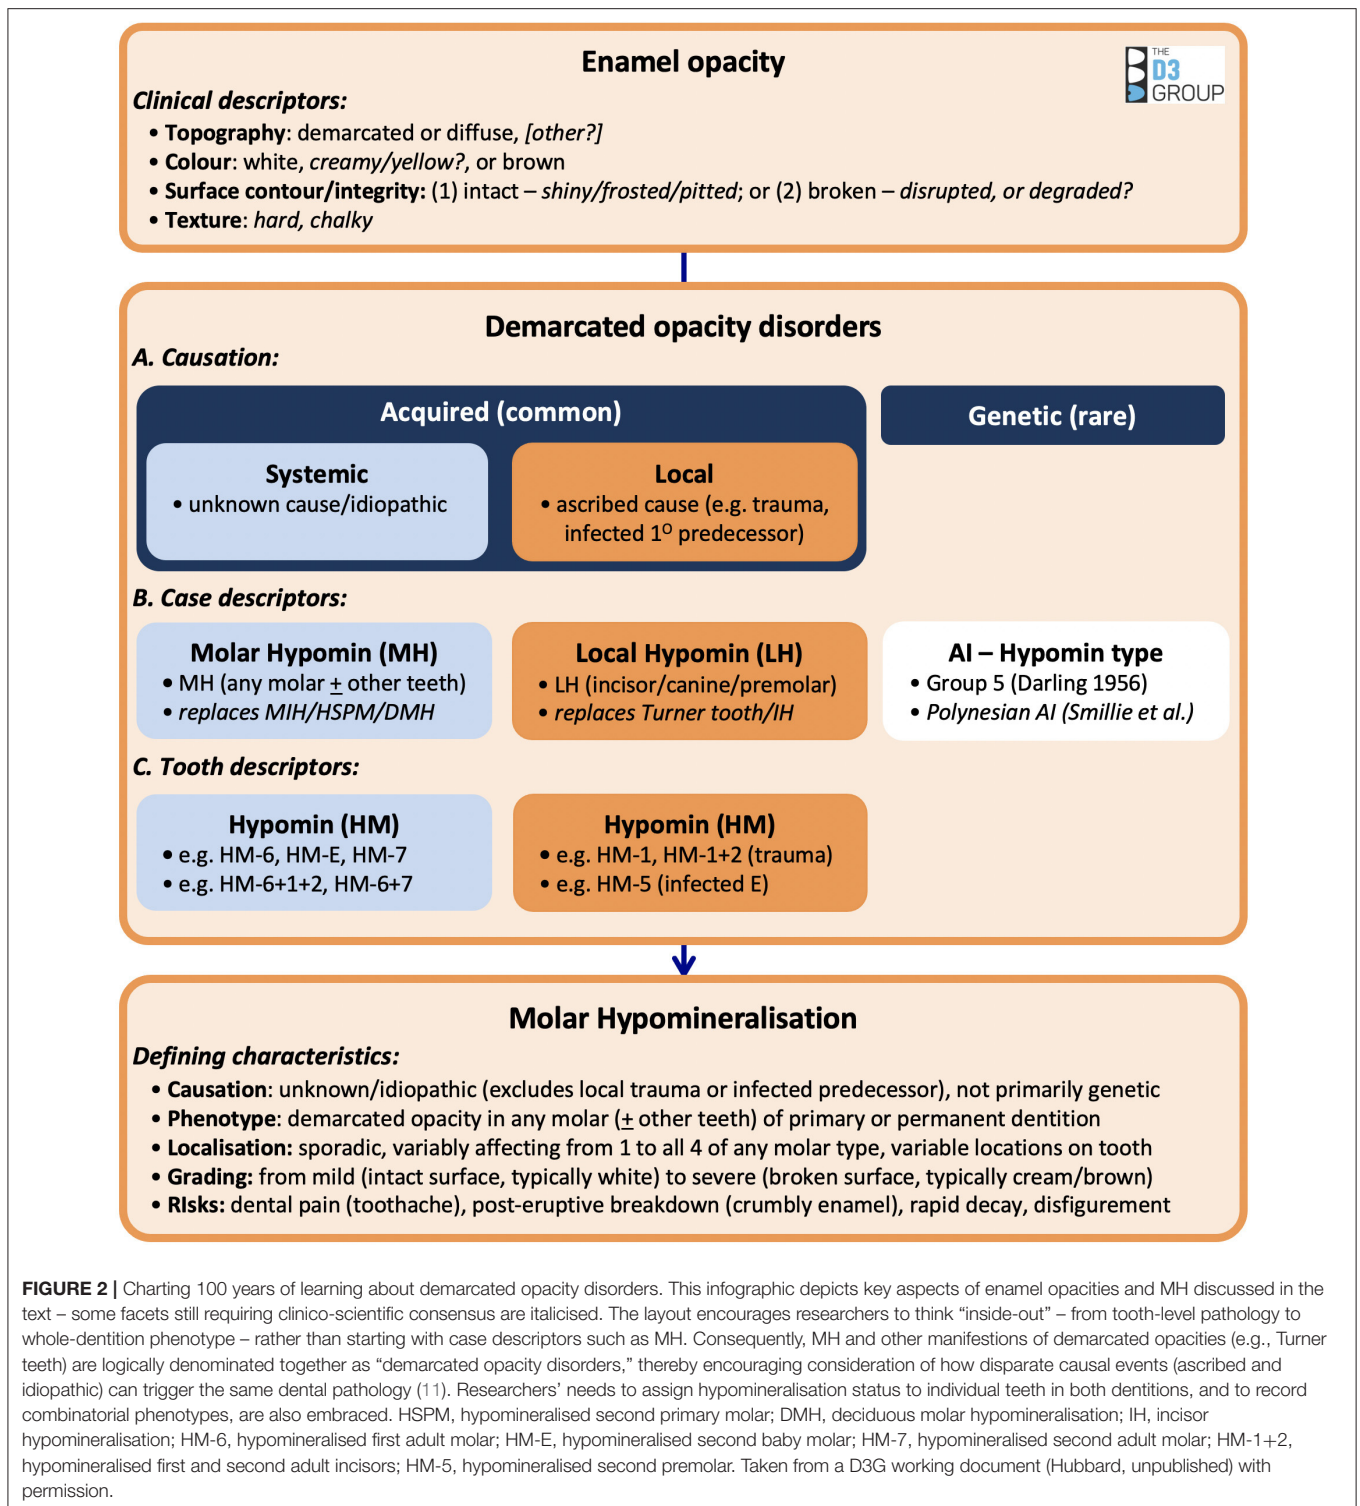 Enamel opacity
THE
D3
GROUP
Clinical descriptors:
• Topography: demarcated or diffuse, [other?]
• Colour: white, creamy/yellow?, or brown
• Surface contour/integrity: (1) intact – shiny/frosted/pitted; or (2) broken – disrupted, or degraded?
• Texture: hard, chalky
Demarcated opacity disorders
A. Causation:
Acquired (common)
Genetic (rare)
Systemic
• unknown cause/idiopathic
Local
• ascribed cause (e.g. trauma,
infected 1º predecessor)
B. Case descriptors:
Molar Hypomin (MH)
• MH (any molar ± other teeth)
• replaces MIH/HSPM/DMH
Local Hypomin (LH)
• LH (incisor/canine/premolar)
• replaces Turner tooth/IH
AI – Hypomin type
• Group 5 (Darling 1956)
• Polynesian AI (Smillie et al.)
C. Tooth descriptors:
Hypomin (HM)
• e.g. HM-6, HM-E, HM-7
• e.g. HM-6+1+2, HM-6+7
Hypomin (HM)
• e.g. HM-1, HM-1+2 (trauma)
• e.g. HM-5 (infected E)
Molar Hypomineralisation
Defining characteristics:
• Causation: unknown/idiopathic (excludes local trauma or infected predecessor), not primarily genetic
• Phenotype: demarcated opacity in any molar (± other teeth) of primary or permanent dentition
• Localisation: sporadic, variably affecting from 1 to all 4 of any molar type, variable locations on tooth
• Grading: from mild (intact surface, typically white) to severe (broken surface, typically cream/brown)
• RIsks: dental pain (toothache), post-eruptive breakdown (crumbly enamel), rapid decay, disfigurement
FIGURE 2 | Charting 100 years of learning about demarcated opacity disorders. This infographic depicts key aspects of enamel opacities and MH discussed in the
text – some facets still requiring clinico-scientific consensus are italicised. The layout encourages researchers to think “inside-out” – from tooth-level pathology to
whole-dentition phenotype – rather than starting with case descriptors such as MH. Consequently, MH and other manifestions of demarcated opacities (e.g., Turner
teeth) are logically denominated together as “demarcated opacity disorders,” thereby encouraging consideration of how disparate causal events (ascribed and
idiopathic) can trigger the same dental pathology (11). Researchers’ needs to assign hypomineralisation status to individual teeth in both dentitions, and to record
combinatorial phenotypes, are also embraced. HSPM, hypomineralised second primary molar; DMH, deciduous molar hypomineralisation; IH, incisor
hypomineralisation; HM-6, hypomineralised first adult molar; HM-E, hypomineralised second baby molar; HM-7, hypomineralised second adult molar; HM-1+2,
hypomineralised first and second adult incisors; HM-5, hypomineralised second premolar. Taken from a D3G working document (Hubbard, unpublished) with
permission.